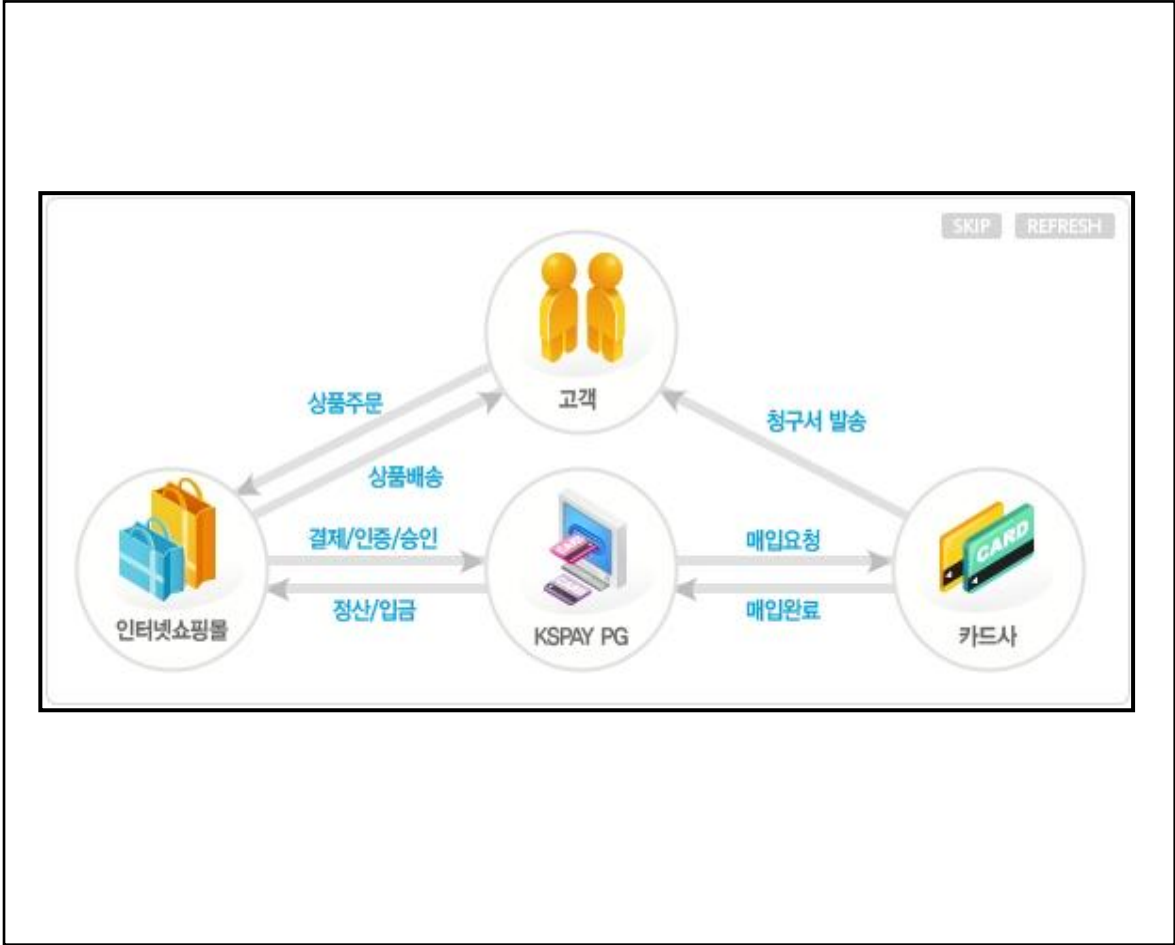 SKIP
REFRESH
고객
상품주문
청구서 발송
상품배송
결제/인증/승인
매입요청
CARD
정산/입금
매입완료
인터넷쇼핑몰
KSPAY PG
카드사